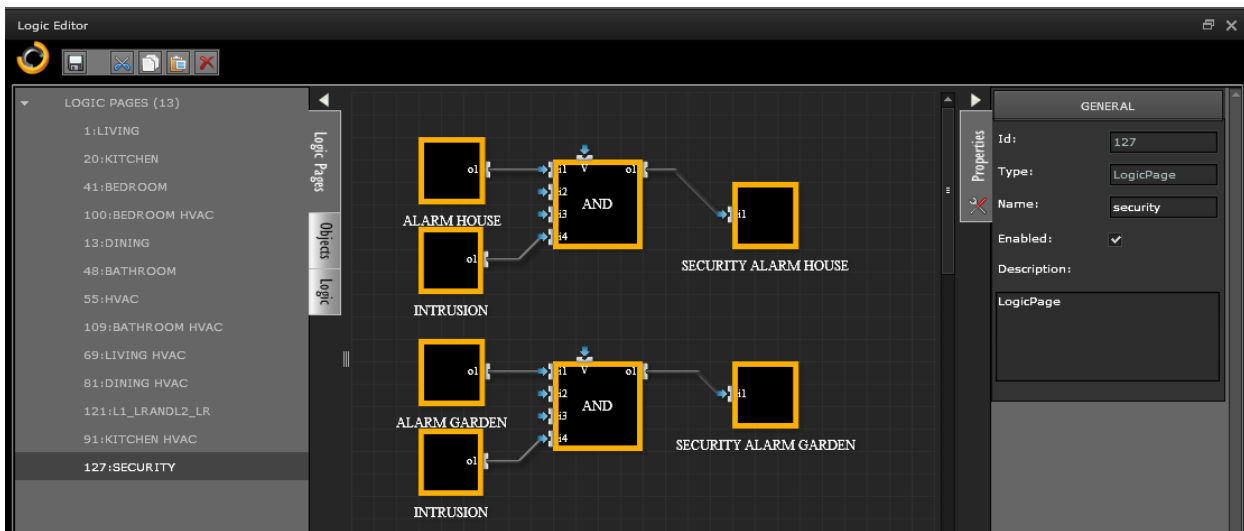 Logic Editor
LOGIC PAGES (13)
1:LIVING
20:KITCHEN
41:BEDROOM
100:BEDROOM HVAC
13:DINING
48:BATHROOM
55:HVAC
109:BATHROOM HVAC
69:LIVING HVAC
81:DINING HVAC
121:L1_LRANDL2_LR
91:KITCHEN HVAC
127:SECURITY
Logic Pages
Objects
Logic
o1
ALARM HOUSE
o1
INTRUSION
V
i1
o1
i2
AND
i3
i4
i1
SECURITY ALARM HOUSE
o1
ALARM GARDEN
o1
INTRUSION
V
i1
o1
i2
AND
i3
i4
i1
SECURITY ALARM GARDEN
Properties
GENERAL
Id: 127
Type: LogicPage
Name: security
Enabled:
Description:
LogicPage